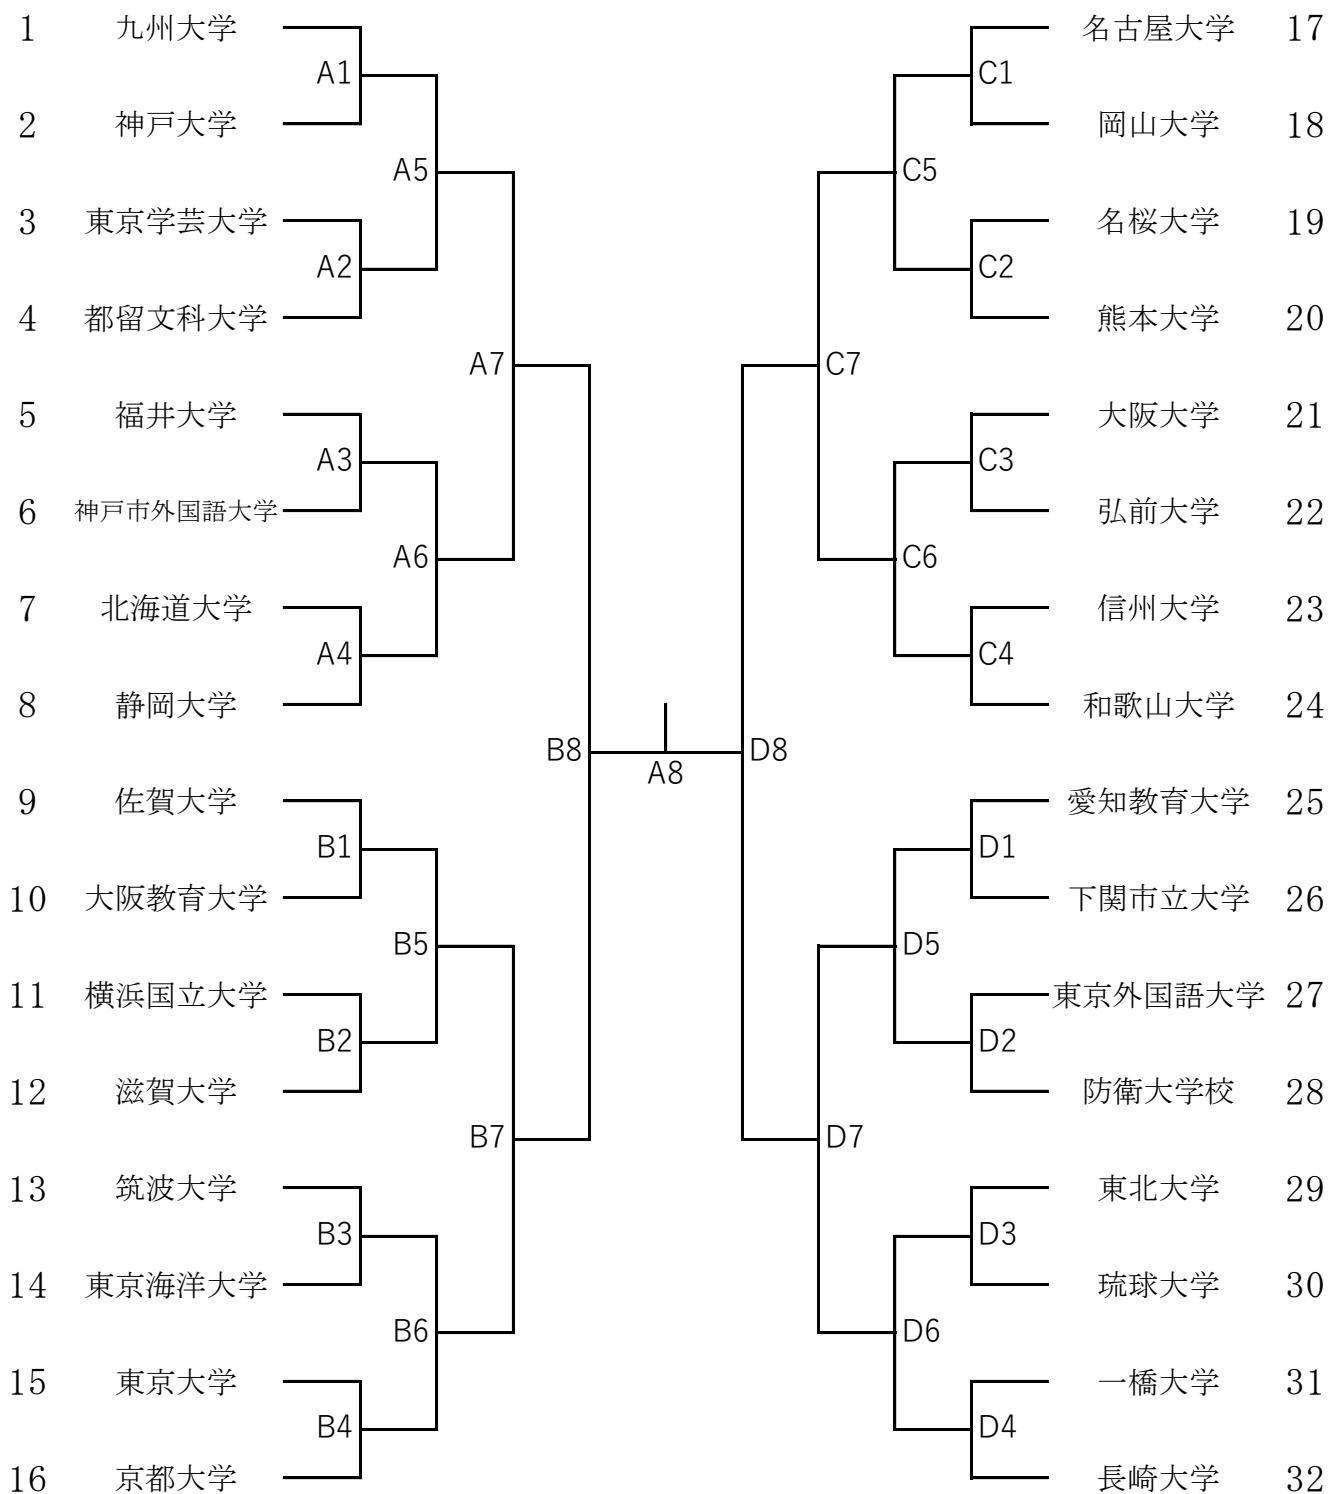 1 九州大学
A1
2 神戸大学
A5
3 東京学芸大学
A2
4 都留文科大学
A7
5 福井大学
A3
6 神戸市外国語大学
A6
7 北海道大学
A4
8 静岡大学
B8
9 佐賀大学
B1
10 大阪教育大学
B5
11 横浜国立大学
B2
12 滋賀大学
B7
13 筑波大学
B3
14 東京海洋大学
B6
15 東京大学
B4
16 京都大学
A8
名古屋大学 17
C1
岡山大学 18
C5
名桜大学 19
C2
熊本大学 20
C7
大阪大学 21
C3
弘前大学 22
C6
信州大学 23
C4
和歌山大学 24
D8
愛知教育大学 25
D1
下関市立大学 26
D5
東京外国語大学 27
D2
防衛大学校 28
D7
東北大学 29
D3
琉球大学 30
D6
一橋大学 31
D4
長崎大学 32